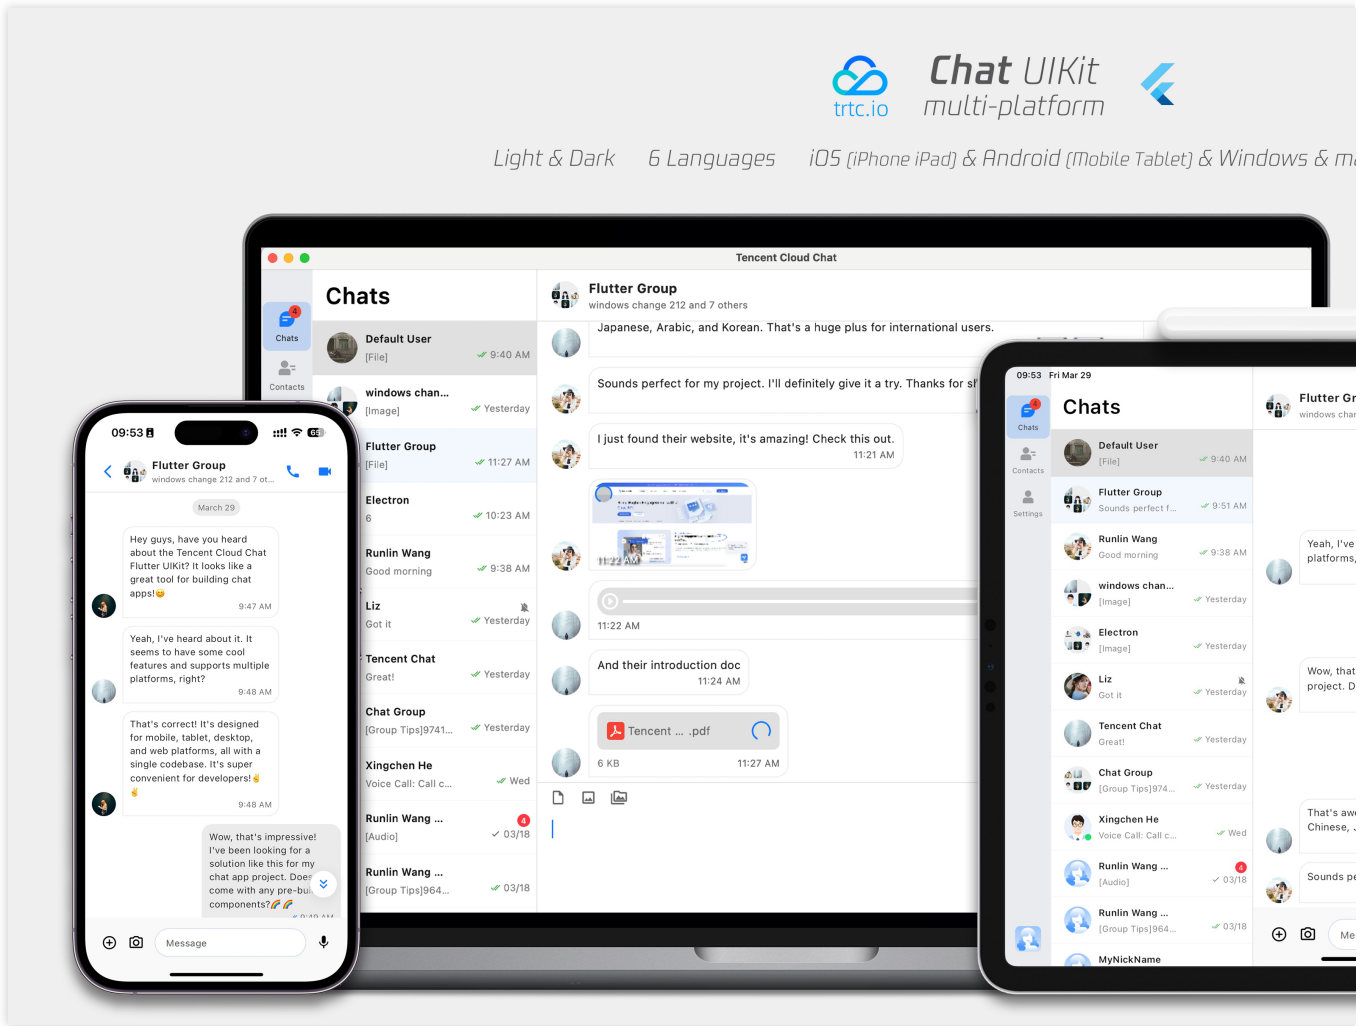 trtc.io
Chat UIKit
multi-platform
Light & Dark 6 Languages iOS (iPhone iPad) & Android (Mobile Tablet) & Windows & ma
Tencent Cloud Chat
4
Chats
Contacts
Chats
Default User
[File] 9:40 AM
windows chan...
[Image] Yesterday
Flutter Group
[File] 11:27 AM
Electron
6 10:23 AM
Runlin Wang
Good morning 9:38 AM
Liz
Got it Yesterday
Tencent Chat
Great! Yesterday
Chat Group
[Group Tips]9741... Yesterday
Xingchen He
Voice Call: Call c... Wed
Runlin Wang ... 4
[Audio] 03/18
Runlin Wang ...
[Group Tips]964... 03/18
Flutter Group
windows change 212 and 7 others
Japanese, Arabic, and Korean. That's a huge plus for international users.
Sounds perfect for my project. I'll definitely give it a try. Thanks for sh
I just found their website, it's amazing! Check this out.
11:21 AM
11:22 AM
11:22 AM
And their introduction doc
11:24 AM
Tencent ... .pdf
6 KB 11:27 AM
09:53
Flutter Group
windows change 212 and 7 ot...
March 29
Hey guys, have you heard
about the Tencent Cloud Chat
Flutter UIKit? It looks like a
great tool for building chat
apps!😊
9:47 AM
Yeah, I've heard about it. It
seems to have some cool
features and supports multiple
platforms, right?
9:48 AM
That's correct! It's designed
for mobile, tablet, desktop,
and web platforms, all with a
single codebase. It's super
convenient for developers!✌
✌
9:48 AM
Wow, that's impressive!
I've been looking for a
solution like this for my
chat app project. Does
come with any pre-bui
components?🌈🌈
9:49 AM
Message
09:53 Fri Mar 29
4
Chats
Contacts
Settings
Chats
Default User
[File] 9:40 AM
Flutter Group
Sounds perfect f... 9:51 AM
Runlin Wang
Good morning 9:38 AM
windows chan...
[Image] Yesterday
Electron
[Image] Yesterday
Liz
Got it Yesterday
Tencent Chat
Great! Yesterday
Chat Group
[Group Tips]974... Yesterday
Xingchen He
Voice Call: Call c... Wed
Runlin Wang ... 4
[Audio] 03/18
Runlin Wang ...
[Group Tips]964... 03/18
MyNickName
Flutter Gr
windows char
Yeah, I've
platforms,
Wow, that
project. D
That's awe
Chinese, J
Sounds pe
Me